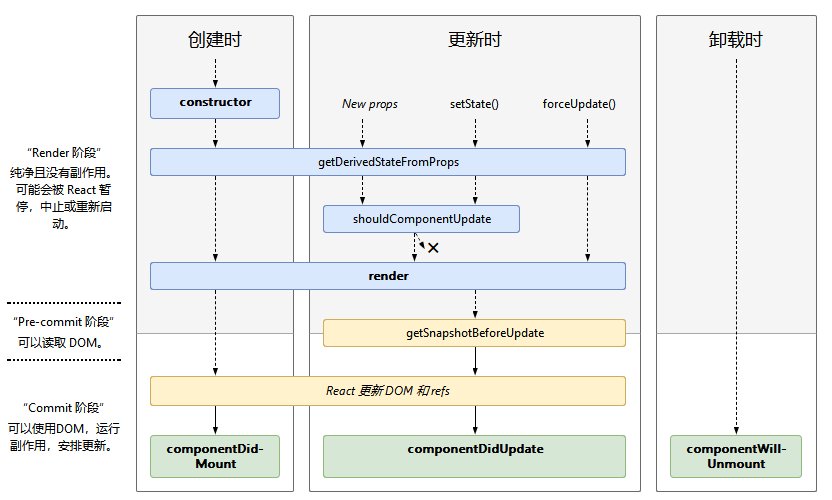 创建时
更新时
卸载时
constructor
New props
setState()
forceUpdate()
“Render 阶段”
纯净且没有副作用。
可能会被 React 暂
停，中止或重新启
动。
getDerivedStateFromProps
shouldComponentUpdate
render
“Pre-commit 阶段”
可以读取 DOM。
getSnapshotBeforeUpdate
React 更新 DOM 和 refs
“Commit 阶段”
可以使用DOM，运行
副作用，安排更新。
componentDid-
Mount
componentDidUpdate
componentWill-
Unmount